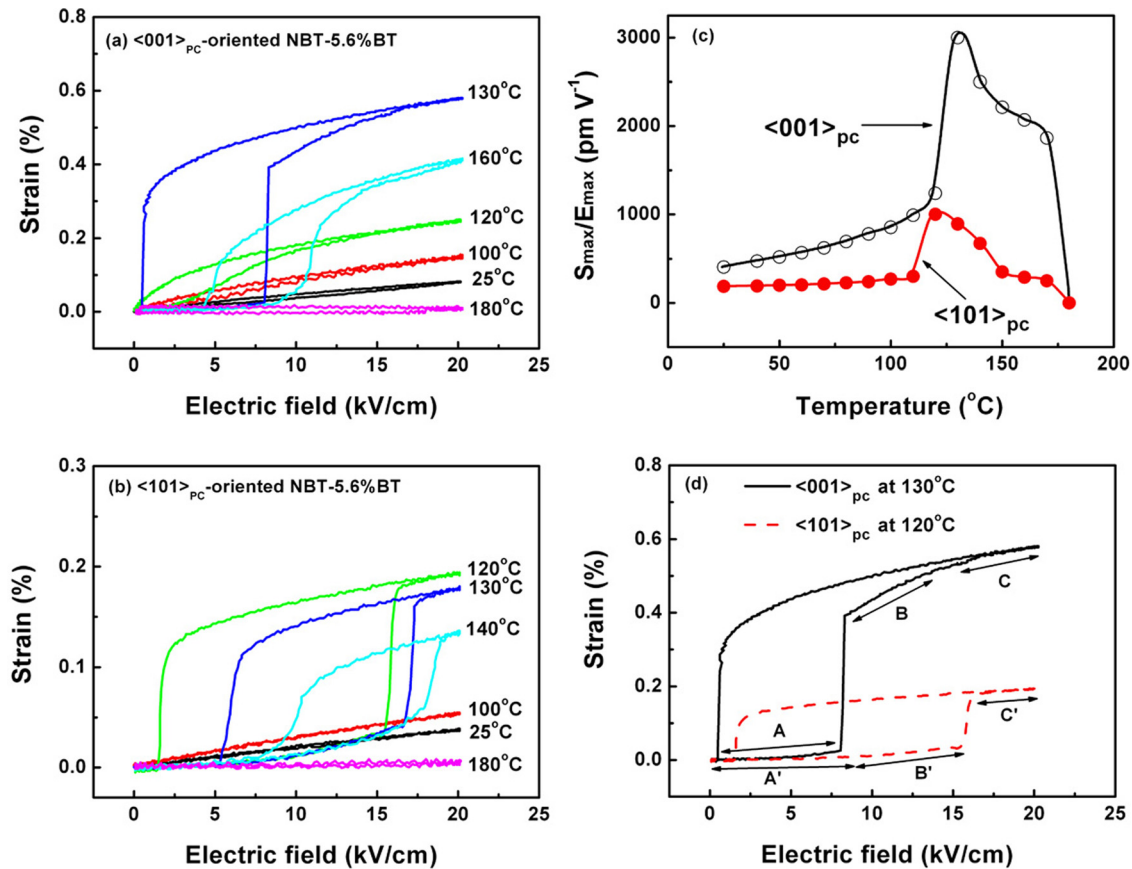 (a) <001>PC-oriented NBT-5.6%BT
0.8
0.6
0.4
0.2
0.0
Strain (%)
130°C
160°C
120°C
100°C
25°C
180°C
0 5 10 15 20 25
Electric field (kV/cm)
(c)
3000
2000
1000
0
Smax/Emax (pm V-1)
<001>pc
<101>pc
0 50 100 150 200
Temperature (°C)
(b) <101>PC-oriented NBT-5.6%BT
0.3
0.2
0.1
0.0
Strain (%)
120°C
130°C
140°C
100°C
25°C
180°C
0 5 10 15 20 25
Electric field (kV/cm)
(d)
<001>pc at 130°C
<101>pc at 120°C
0.8
0.6
0.4
0.2
0.0
Strain (%)
A
B
C
A'
B'
C'
0 5 10 15 20 25
Electric field (kV/cm)